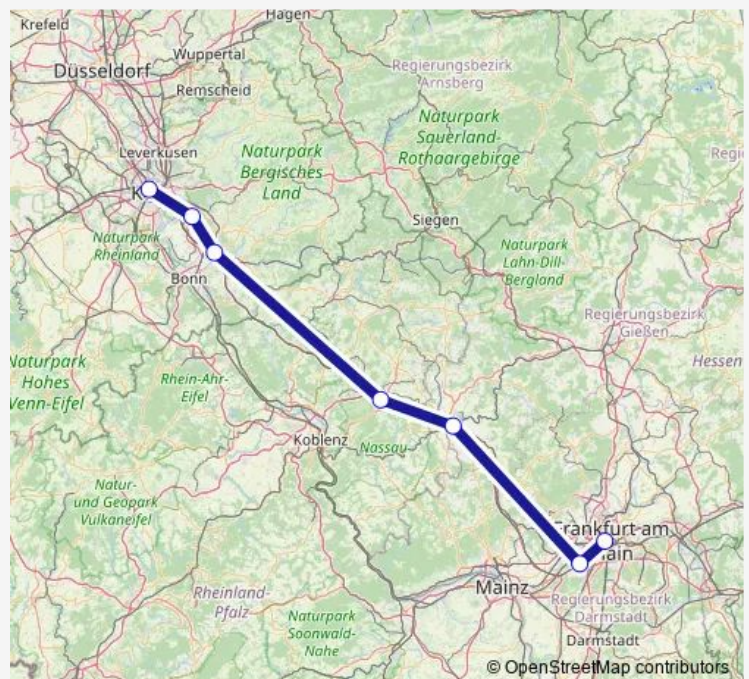 Hagen
Krefeld
Wuppertal
Düsseldorf
Regierungsbezirk
Arnsberg
Remscheid
Naturpark
Sauerland-
Rothaargebirge
Leverkusen
Naturpark
Bergisches
Land
Siegen
Naturpark
Rheinland
Naturpark
Lahn-Dill-
Bergland
Bonn
Regierungsbezirk
Gießen
Naturpark
Hohes
Venn-Eifel
Hessen
Rhein-Ahr-
Eifel
Koblenz
Nassau
Natur-
und Geopark
Vulkaneifel
Frankfurt am
Main
Mainz
Rheinland-
Pfalz
Regierungsbezirk
Darmstadt
Naturpark
Soonwald-
Nahe
Darmstadt
© OpenStreetMap contributors